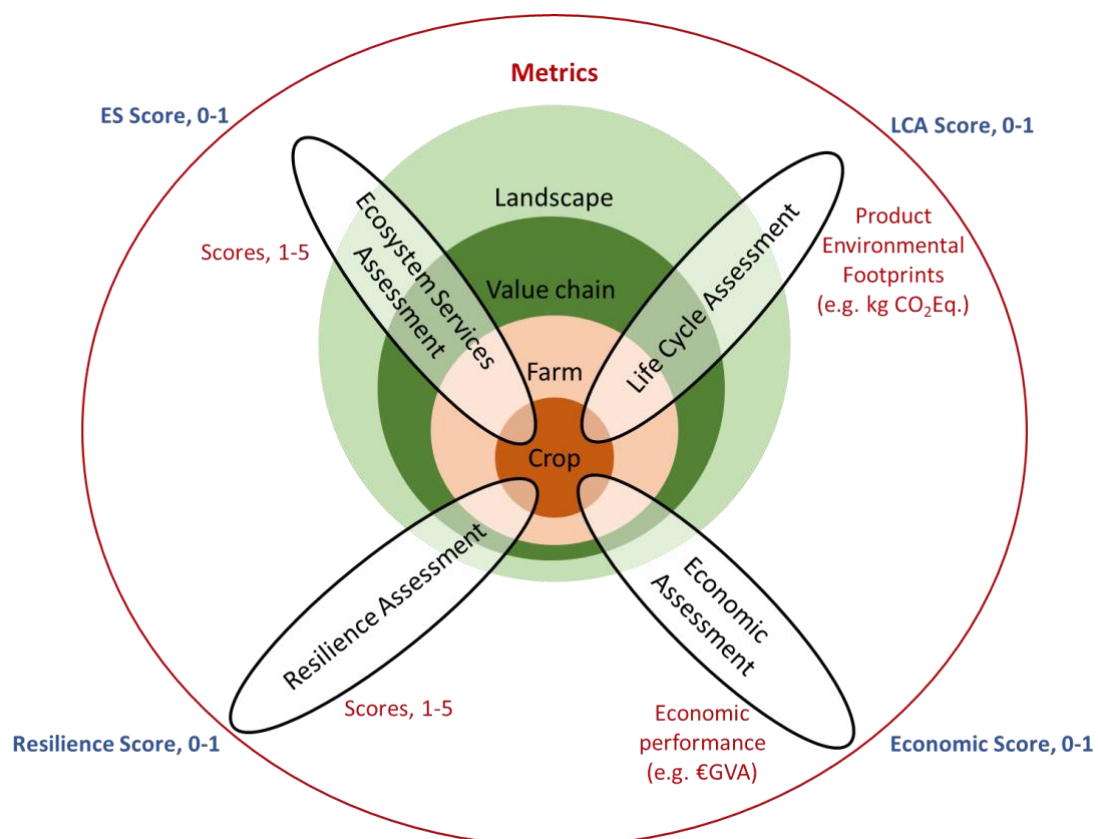 Metrics
ES Score, 0-1
LCA Score, 0-1
Landscape
Ecosystem Services
Assessment
Life Cycle Assessment
Product
Environmental
Footprints
(e.g. kg CO₂Eq.)
Scores, 1-5
Value chain
Farm
Crop
Resilience Assessment
Economic
Assessment
Scores, 1-5
Economic
performance
(e.g. €GVA)
Resilience Score, 0-1
Economic Score, 0-1